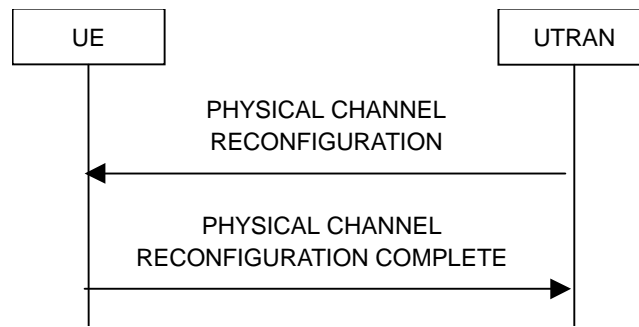 UE
UTRAN
PHYSICAL CHANNEL
RECONFIGURATION
PHYSICAL CHANNEL
RECONFIGURATION COMPLETE